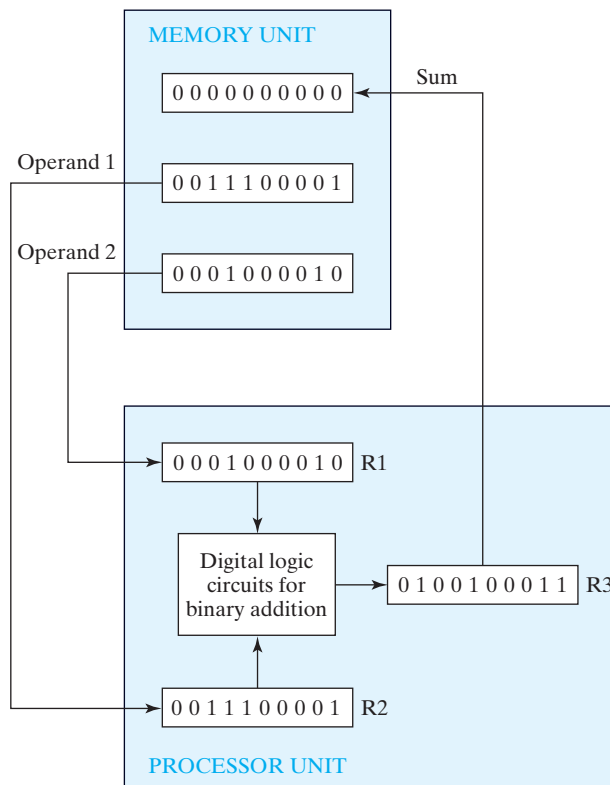 MEMORY UNIT
Sum
0 0 0 0 0 0 0 0 0 0
Operand 1
0 0 1 1 1 0 0 0 0 1
Operand 2
0 0 0 1 0 0 0 0 1 0
0 0 0 1 0 0 0 0 1 0 R1
Digital logic
circuits for
binary addition
0 1 0 0 1 0 0 0 1 1 R3
0 0 1 1 1 0 0 0 0 1 R2
PROCESSOR UNIT